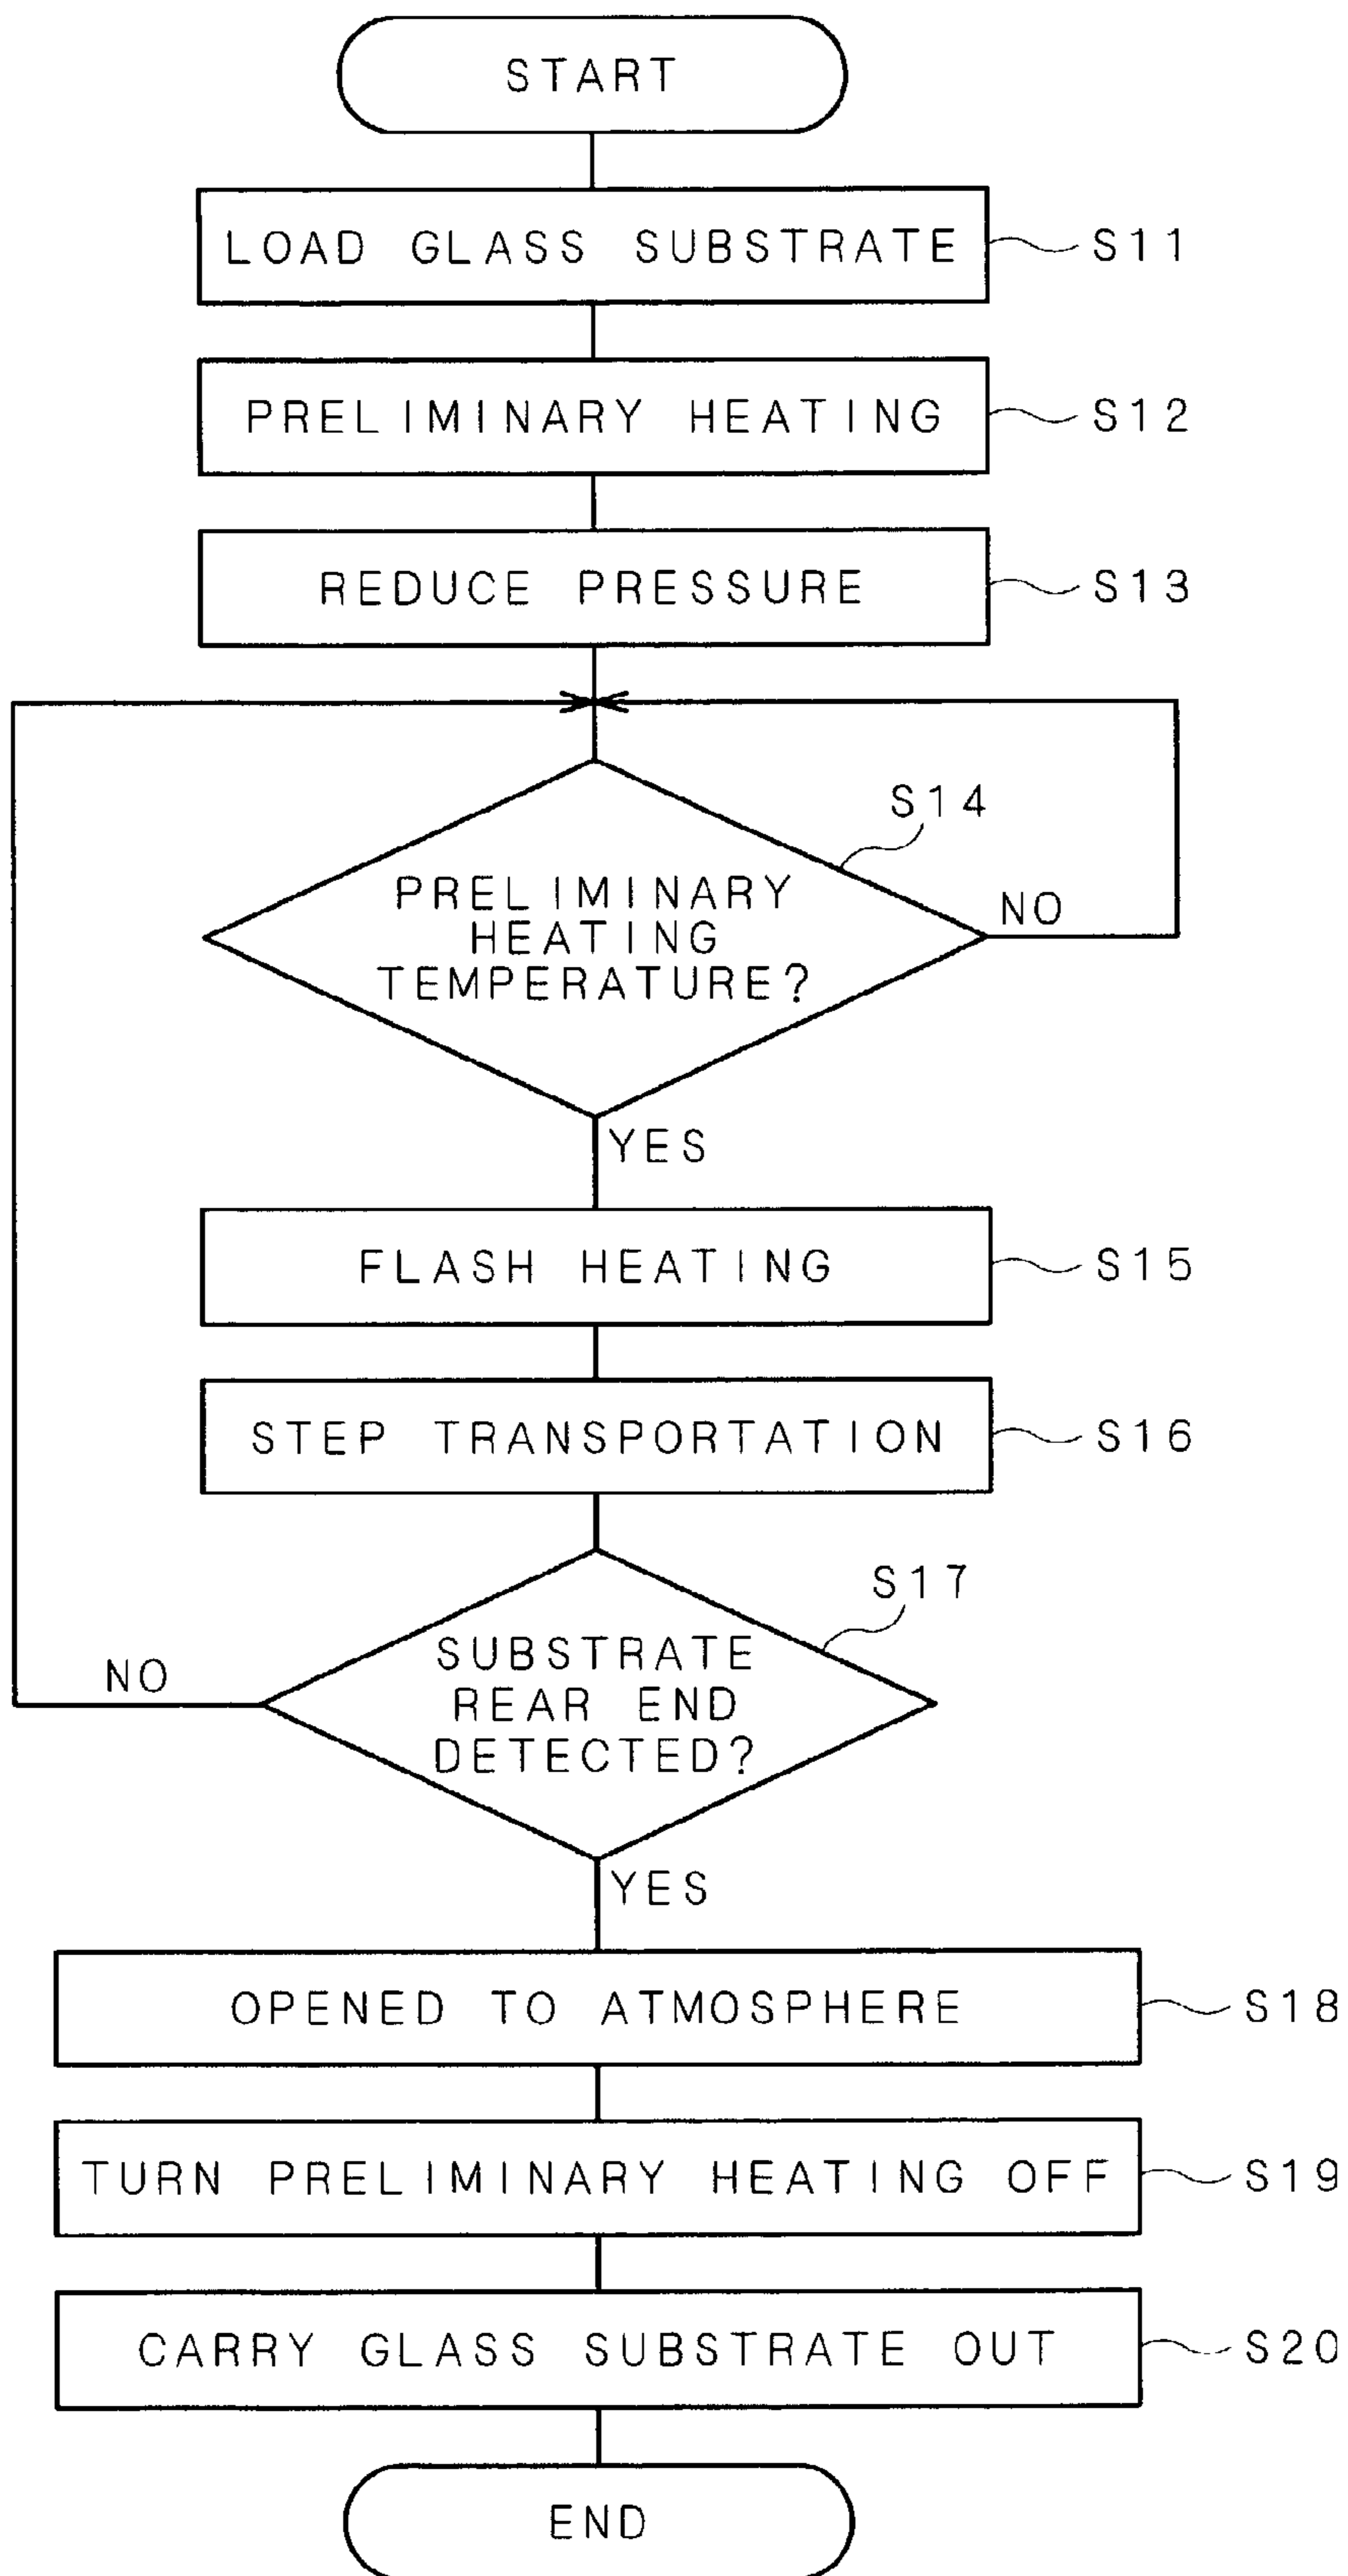 START
LOAD GLASS SUBSTRATE
S11
PRELIMINARY HEATING
S12
REDUCE PRESSURE
S13
S14
PRELIMINARY
HEATING
TEMPERATURE?
NO
YES
FLASH HEATING
S15
STEP TRANSPORTATION
S16
S17
SUBSTRATE
REAR END
DETECTED?
NO
YES
OPENED TO ATMOSPHERE
S18
TURN PRELIMINARY HEATING OFF
S19
CARRY GLASS SUBSTRATE OUT
S20
END